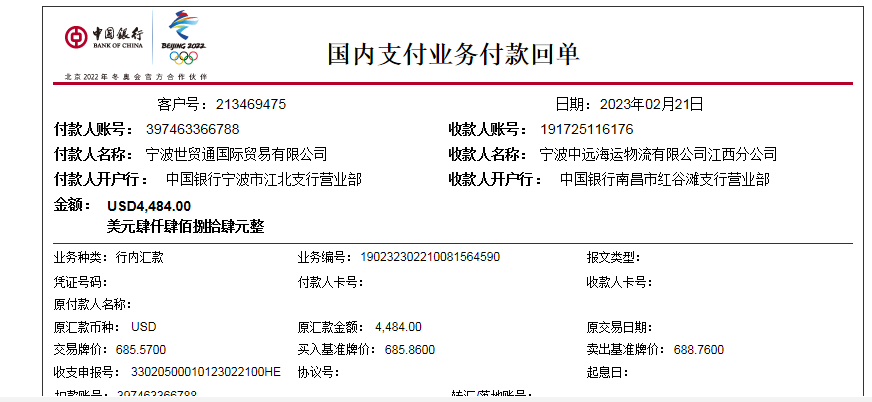 中国银行
BANK OF CHINA
BEIJING 2022
北京2022年冬奥会官方合作伙伴
国内支付业务付款回单
客户号：213469475 日期：2023年02月21日
付款人账号：397463366788 收款人账号：191725116176
付款人名称：宁波世贸通国际贸易有限公司 收款人名称：宁波中远海运物流有限公司江西分公司
付款人开户行：中国银行宁波市江北支行营业部 收款人开户行：中国银行南昌市红谷滩支行营业部
金额：USD4,484.00
美元肆仟肆佰捌拾肆元整
业务种类：行内汇款 业务编号：190232302210081564590 报文类型：
凭证号码： 付款人卡号： 收款人卡号：
原付款人名称：
原汇款币种：USD 原汇款金额：4,484.00 原交易日期：
交易牌价：685.5700 买入基准牌价：685.8600 卖出基准牌价：688.7600
收支申报号：33020500010123022100HE 协议号： 起息日：
扣款账号：397463366788 转汇/落地账号：